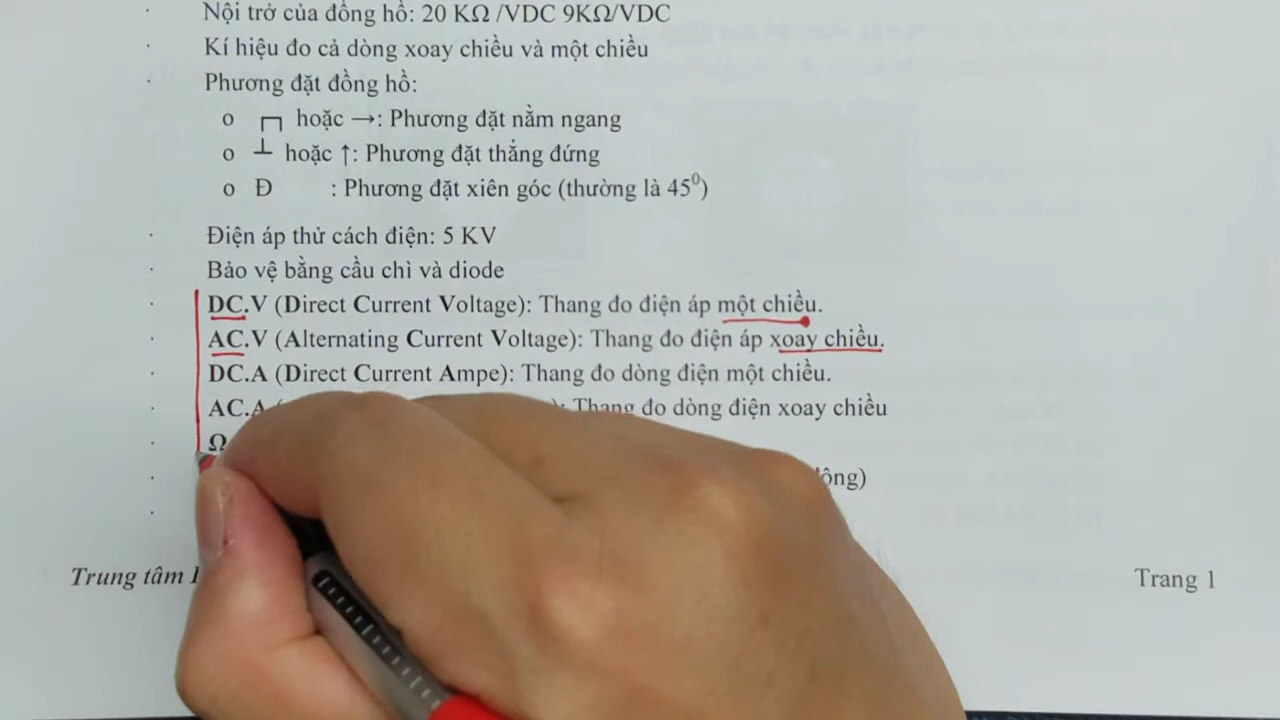 · Nội trở của đồng hồ: 20 KΩ /VDC 9KΩ/VDC
· Kí hiệu đo cả dòng xoay chiều và một chiều
· Phương đặt đồng hồ:
o ┌┐ hoặc →: Phương đặt nằm ngang
o ┴ hoặc ↑: Phương đặt thẳng đứng
o Đ : Phương đặt xiên góc (thường là 45⁰)
· Điện áp thử cách điện: 5 KV
· Bảo vệ bằng cầu chì và diode
· DC.V (Direct Current Voltage): Thang đo điện áp một chiều.
· AC.V (Alternating Current Voltage): Thang đo điện áp xoay chiều.
· DC.A (Direct Current Ampe): Thang đo dòng điện một chiều.
· AC.A ): Thang đo dòng điện xoay chiều
· Ω
·
·
Trung tâm
Trang 1